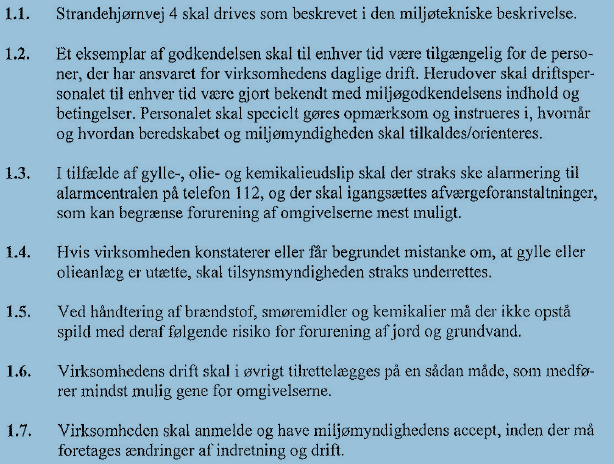 1.1. Strandehjørnvej 4 skal drives som beskrevet i den miljøtekniske beskrivelse.
1.2. Et eksemplar af godkendelsen skal til enhver tid være tilgængelig for de perso-
ner, der har ansvaret for virksomhedens daglige drift. Herudover skal driftsper-
sonalet til enhver tid være gjort bekendt med miljøgodkendelsens indhold og
betingelser. Personalet skal specielt gøres opmærksom og instrueres i, hvornår
og hvordan beredskabet og miljømyndigheden skal tilkaldes/orienteres.
1.3. I tilfælde af gylle-, olie- og kemikalieudslip skal der straks ske alarmering til
alarmcentralen på telefon 112, og der skal igangsættes afværgeforanstaltninger,
som kan begrænse forurening af omgivelserne mest muligt.
1.4. Hvis virksomheden konstaterer eller får begrundet mistanke om, at gylle eller
olieanlæg er utætte, skal tilsynsmyndigheden straks underrettes.
1.5. Ved håndtering af brændstof, smøremidler og kemikalier må der ikke opstå
spild med deraf følgende risiko for forurening af jord og grundvand.
1.6. Virksomhedens drift skal i øvrigt tilrettelægges på en sådan måde, som medfø-
rer mindst mulig gene for omgivelserne.
1.7. Virksomheden skal anmelde og have miljømyndighedens accept, inden der må
foretages ændringer af indretning og drift.